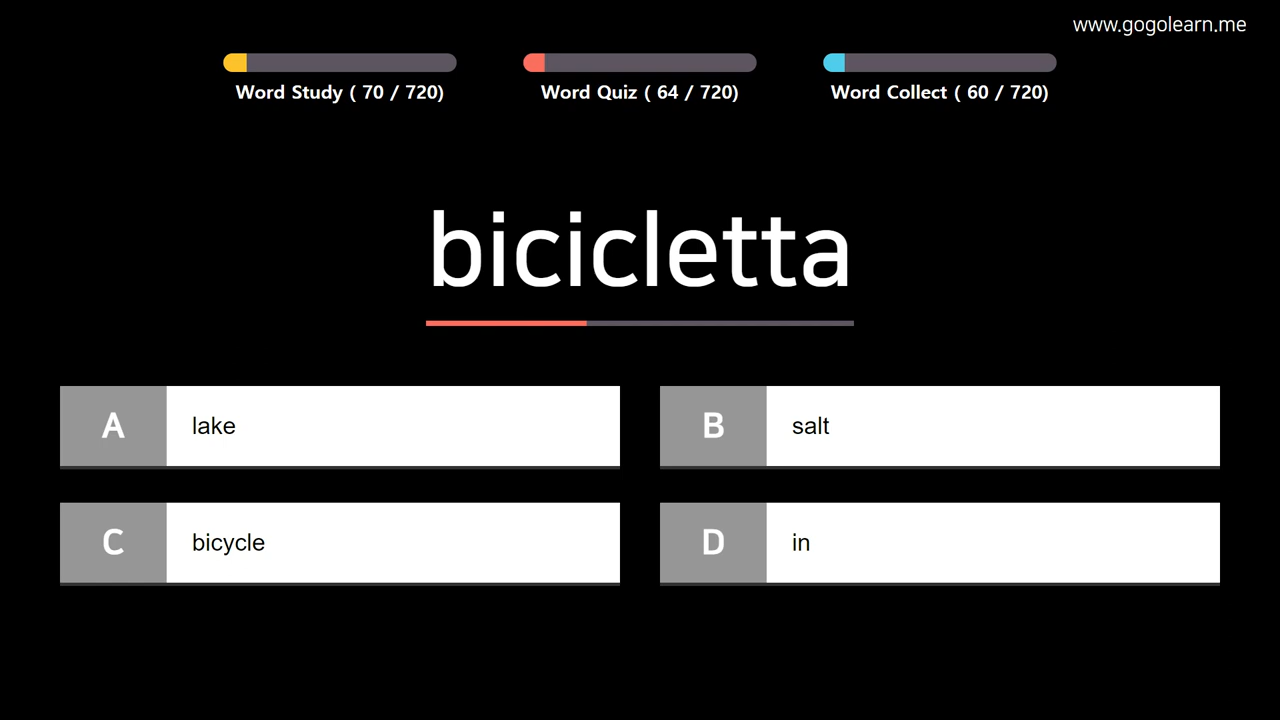 www.gogolearn.me
Word Study ( 70 / 720)
Word Quiz ( 64 / 720)
Word Collect ( 60 / 720)
bicicletta
A lake
B salt
C bicycle
D in